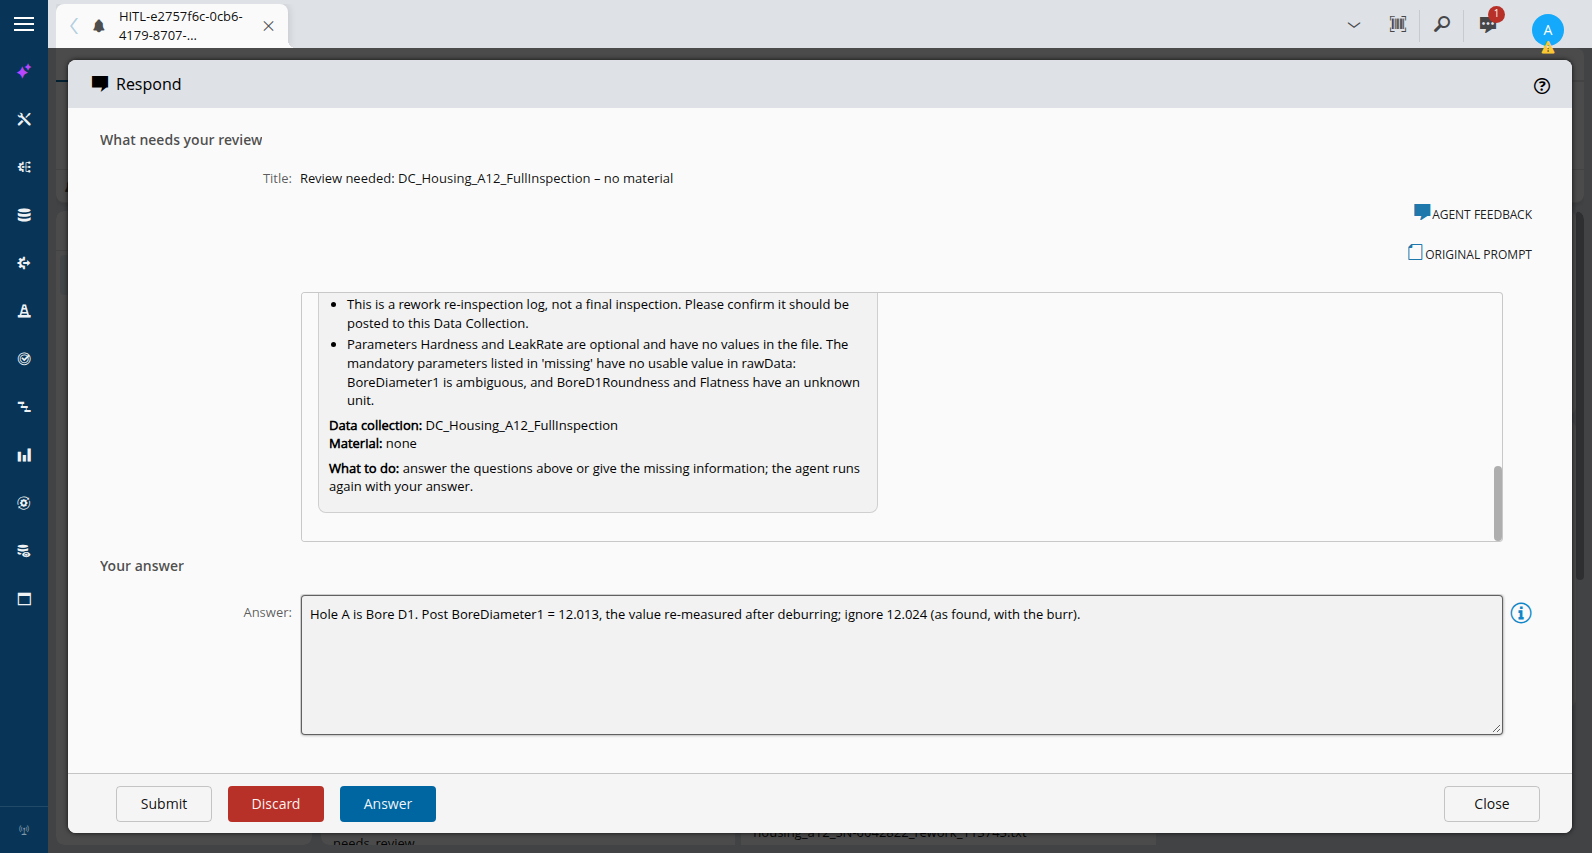 HITL-e2757f6c-0cb6-
4179-8707-...
1
A
Respond
What needs your review
Title: Review needed: DC_Housing_A12_FullInspection – no material
AGENT FEEDBACK
ORIGINAL PROMPT
This is a rework re-inspection log, not a final inspection. Please confirm it should be
posted to this Data Collection.
Parameters Hardness and LeakRate are optional and have no values in the file. The
mandatory parameters listed in 'missing' have no usable value in rawData:
BoreDiameter1 is ambiguous, and BoreD1Roundness and Flatness have an unknown
unit.
Data collection: DC_Housing_A12_FullInspection
Material: none
What to do: answer the questions above or give the missing information; the agent runs
again with your answer.
Your answer
Answer: Hole A is Bore D1. Post BoreDiameter1 = 12.013, the value re-measured after deburring; ignore 12.024 (as found, with the burr).
Submit
Discard
Answer
Close
needs_review